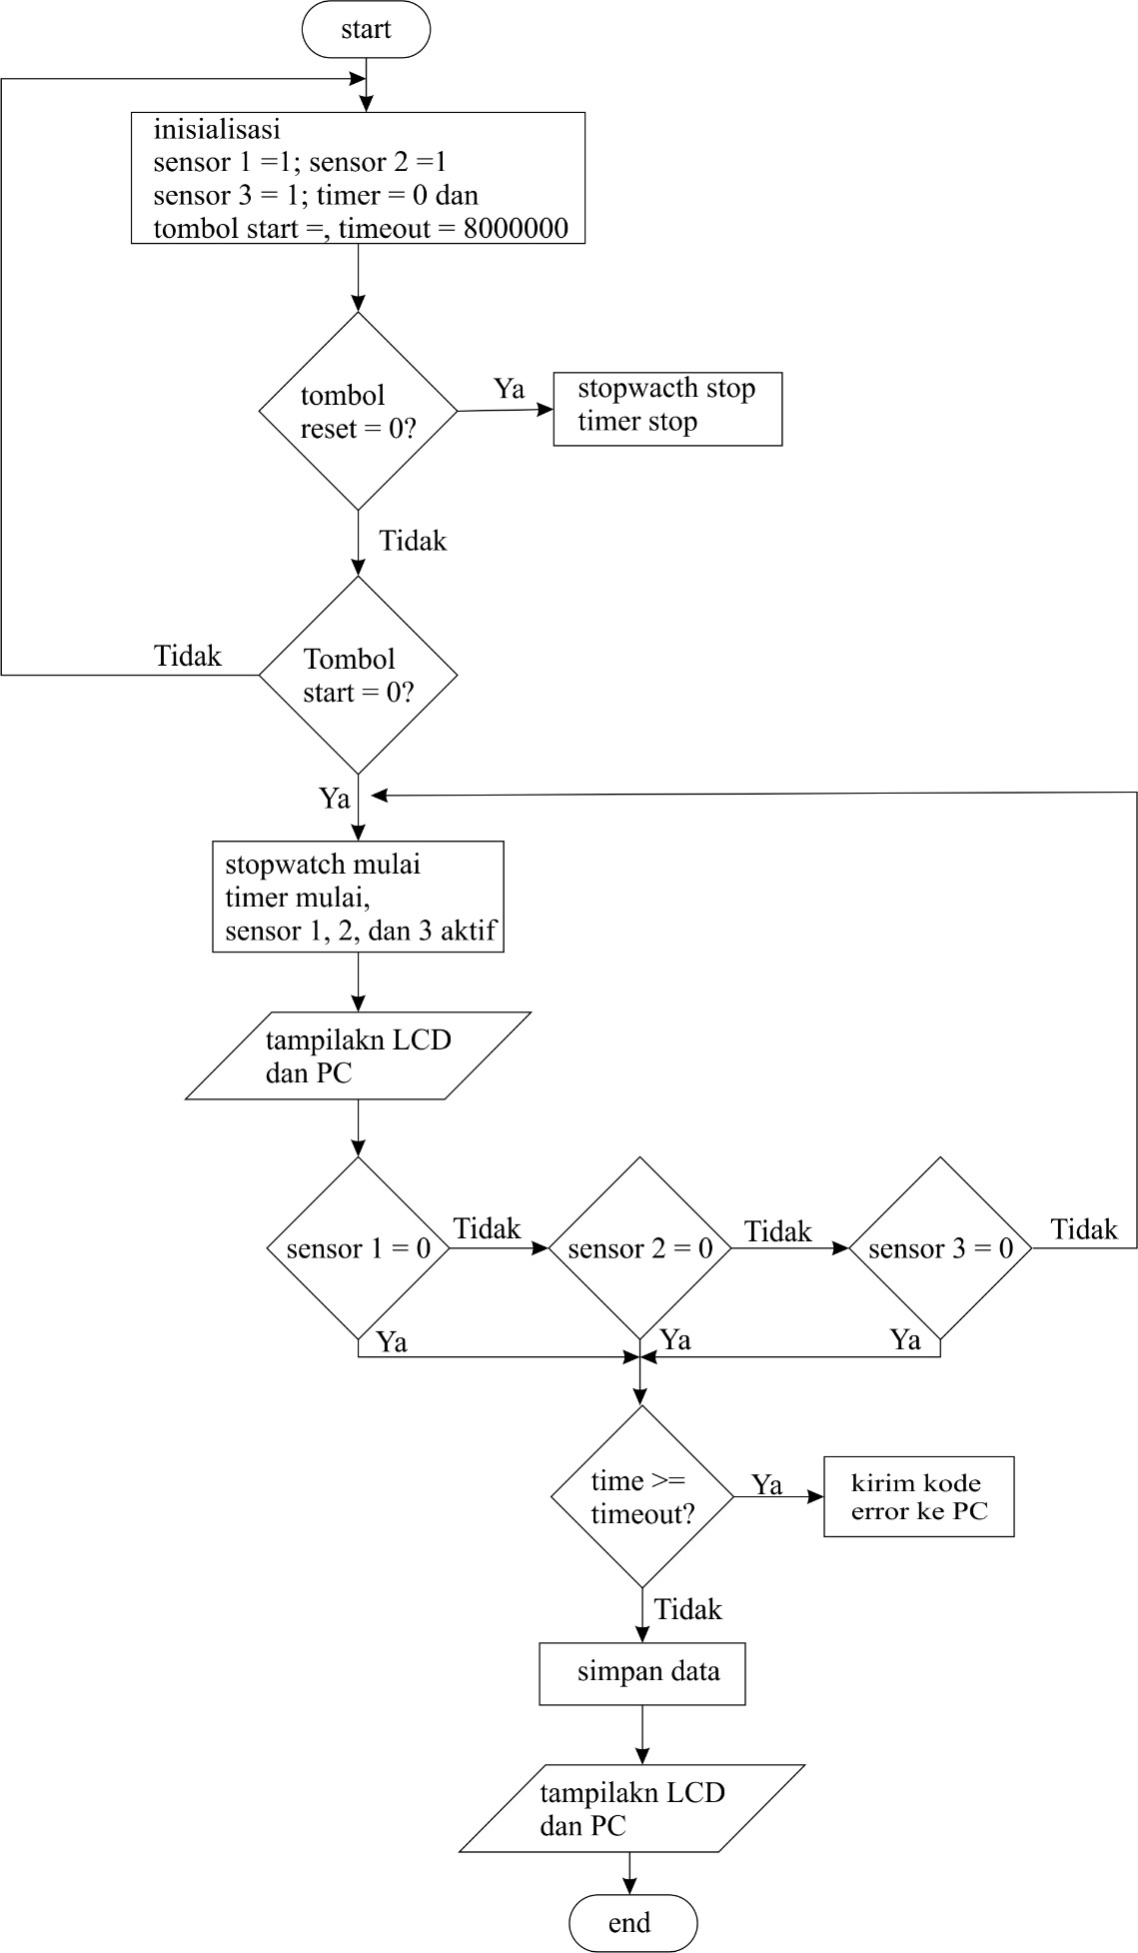 start
inisialisasi
sensor 1 =1; sensor 2 =1
sensor 3 = 1; timer = 0 dan
tombol start =, timeout = 8000000
tombol
reset = 0?
Ya
stopwacth stop
timer stop
Tidak
Tombol
start = 0?
Tidak
Ya
stopwatch mulai
timer mulai,
sensor 1, 2, dan 3 aktif
tampilakn LCD
dan PC
sensor 1 = 0
Tidak
sensor 2 = 0
Tidak
sensor 3 = 0
Tidak
Ya
Ya
Ya
time >=
timeout?
Ya
kirim kode
error ke PC
Tidak
simpan data
tampilakn LCD
dan PC
end